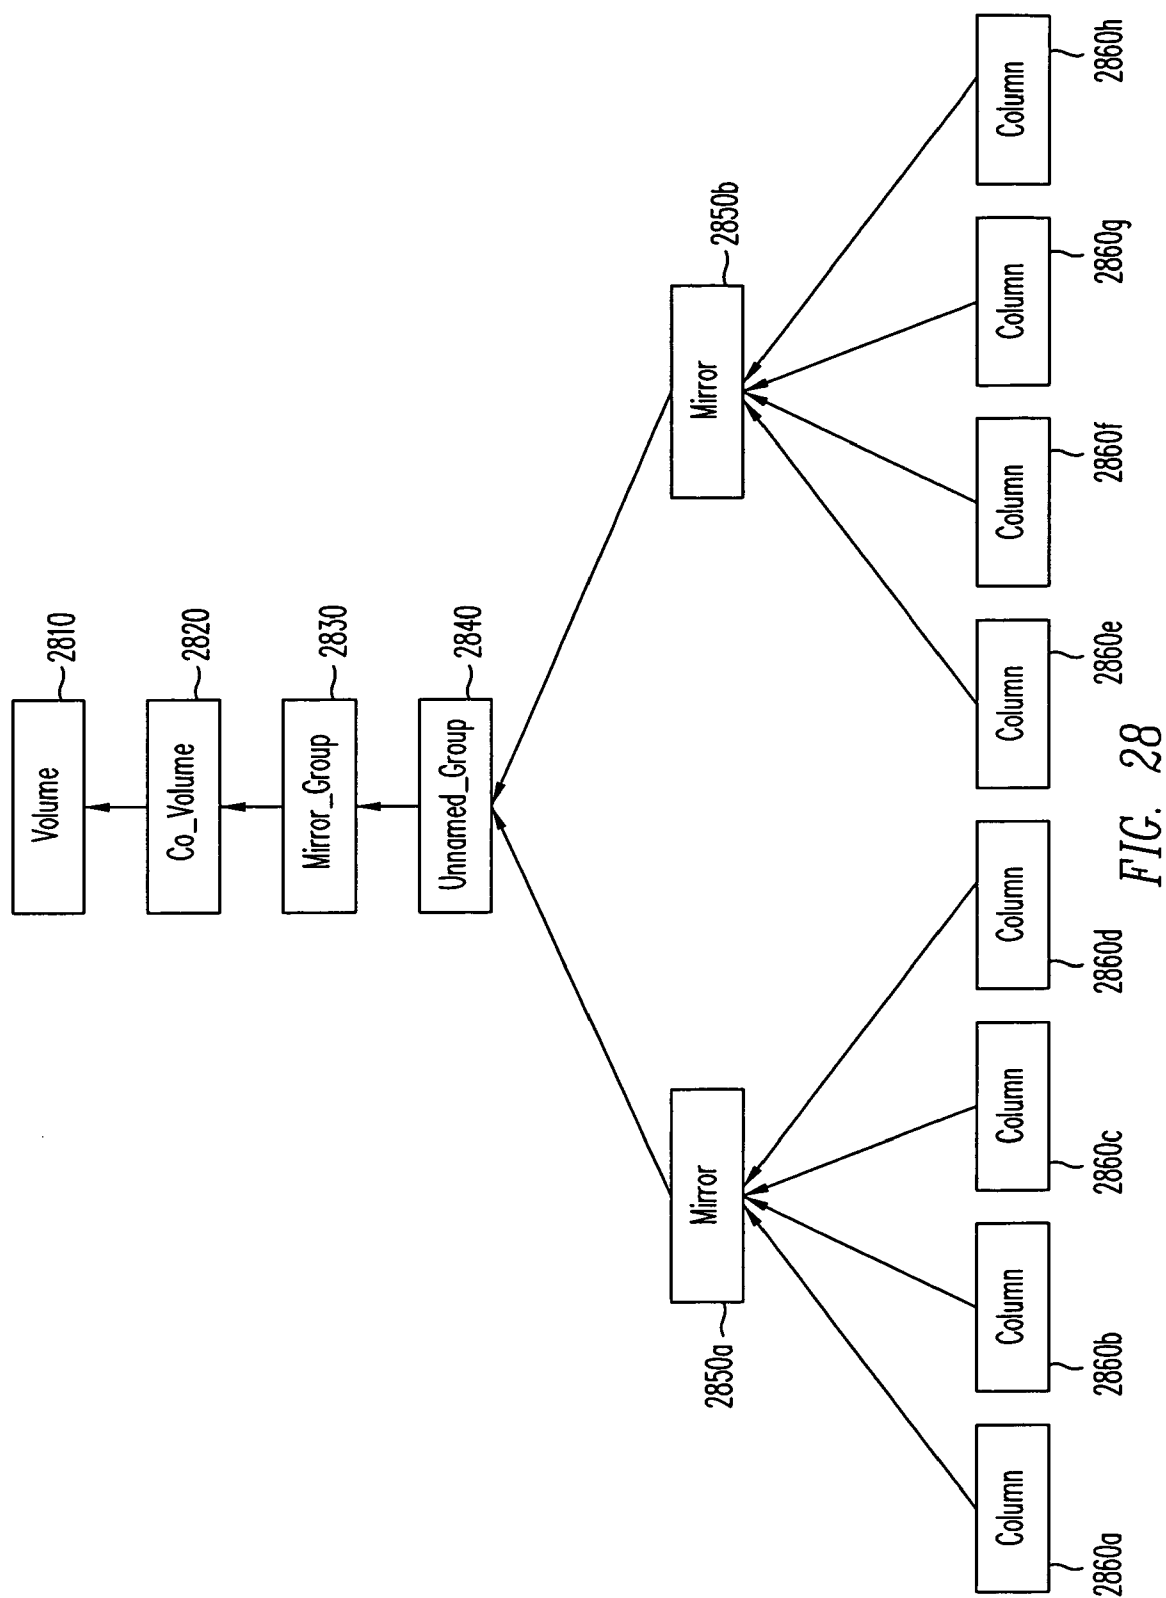 Volume
2810
Co_Volume
2820
Mirror_Group
2830
Unnamed_Group
2840
Mirror
2850a
Mirror
2850b
Column
2860a
Column
2860b
Column
2860c
Column
2860d
Column
2860e
Column
2860f
Column
2860g
Column
2860h
FIG. 28